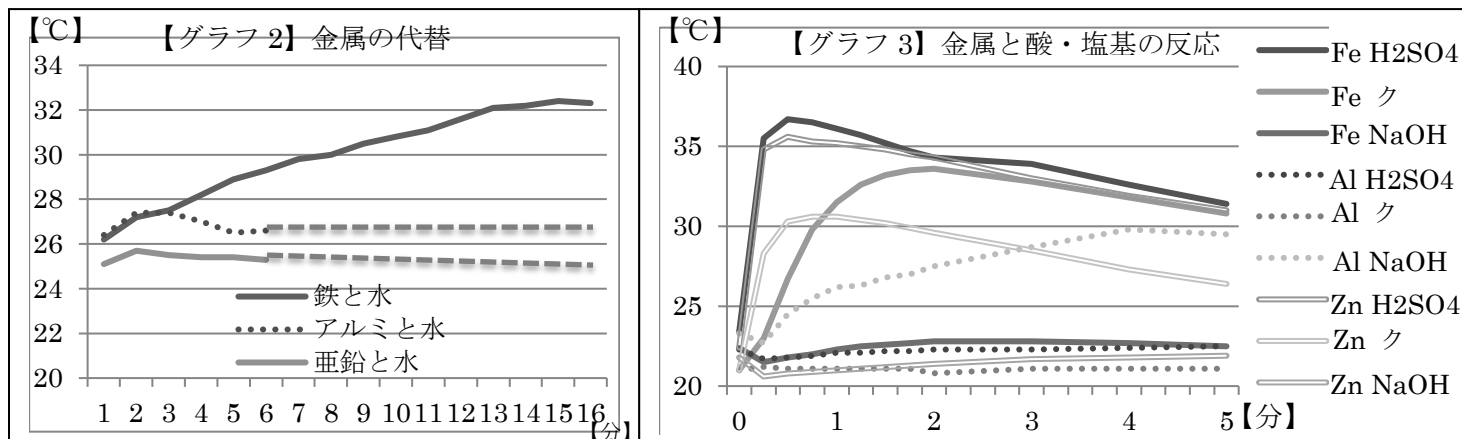 【℃】
【グラフ 2】金属の代替
34
32
30
28
26
24
22
20
鉄と水
アルミと水
亜鉛と水
1 2 3 4 5 6 7 8 9 10 11 12 13 14 15 16
【分】
【℃】
【グラフ 3】金属と酸・塩基の反応
40
35
30
25
20
0 1 2 3 4 5【分】
Fe H2SO4
Fe ク
Fe NaOH
Al H2SO4
Al ク
Al NaOH
Zn H2SO4
Zn ク
Zn NaOH